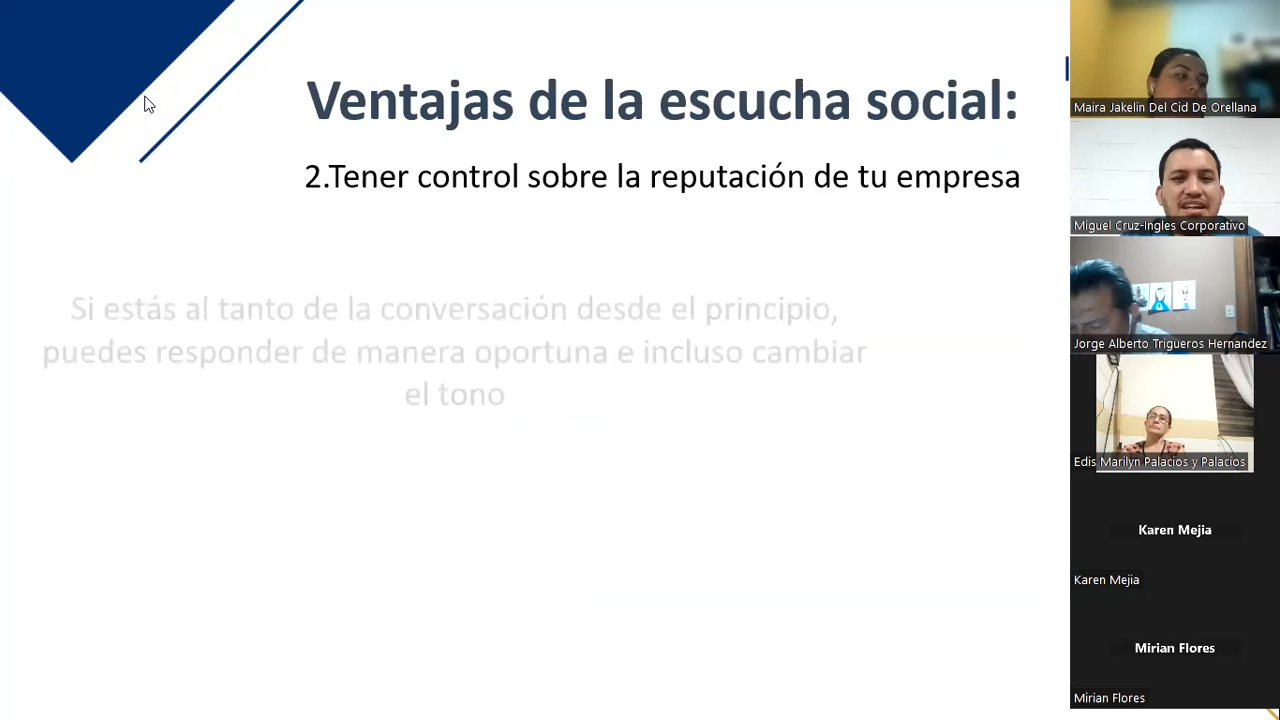 Ventajas de la escucha social:
2.Tener control sobre la reputación de tu empresa
Si estás al tanto de la conversación desde el principio,
puedes responder de manera oportuna e incluso cambiar
el tono
Maira Jakelin Del Cid De Orellana
Miguel Cruz-Ingles Corporativo
Jorge Alberto Trigueros Hernandez
Edis Marilyn Palacios y Palacios
Karen Mejia
Karen Mejia
Mirian Flores
Mirian Flores